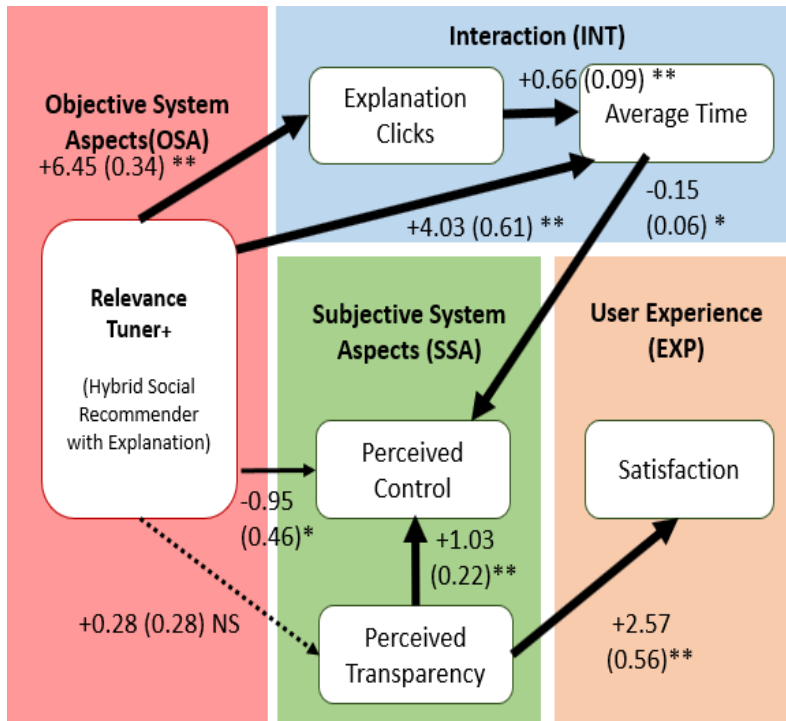 Interaction (INT)
+0.66 (0.09) **
Explanation
Clicks
Average Time
Objective System
Aspects(OSA)
+6.45 (0.34) **
-0.15
(0.06) *
+4.03 (0.61) **
Relevance
Tuner+
(Hybrid Social
Recommender
with Explanation)
Subjective System
Aspects (SSA)
User Experience
(EXP)
Perceived
Control
Satisfaction
-0.95
(0.46)*
+1.03
(0.22)**
+0.28 (0.28) NS
Perceived
Transparency
+2.57
(0.56)**